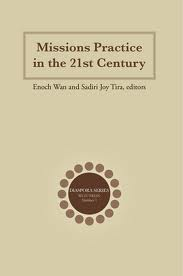 Missions Practice
in the 21st Century
Enoch Wan and Sadiri Joy Tira, editors
DIASPORA SERIES